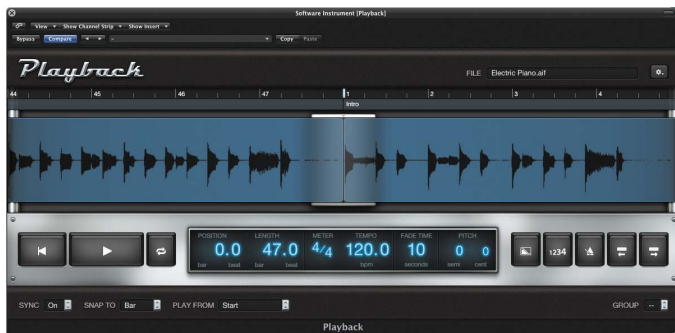 Software Instrument [Playback]
View Show Channel Strip Show Insert
Bypass Compare - Copy Paste
Playback FILE Electric Piano.aif
44 45 46 47 1 2 3 4
Intro
POSITION LENGTH METER TEMPO FADE TIME PITCH
0.0 47.0 4/4 120.0 10 0 0
bar beat bar beat bpm seconds semi cent
1234
SYNC On SNAP TO Bar PLAY FROM Start GROUP --
Playback